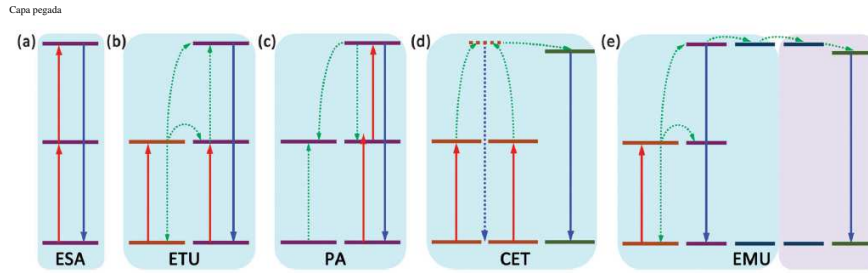 Capa pegada
(a) (b) (c) (d) (e)
ESA ETU PA CET EMU